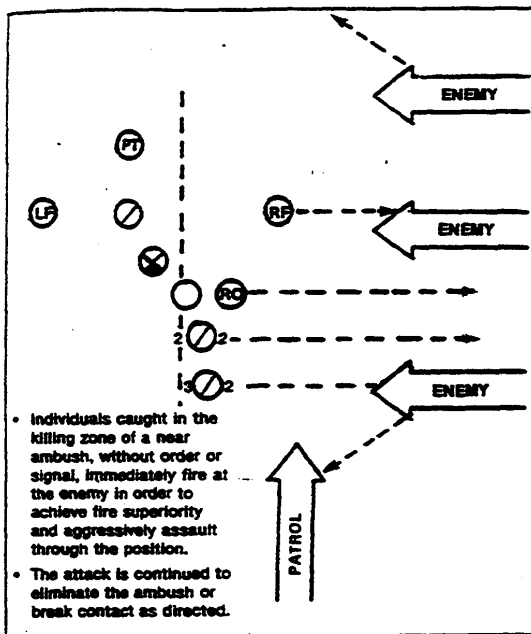 ENEMY
PT
LF
RF
ENEMY
RO
2 2
3 2
ENEMY
• Individuals caught in the
killing zone of a near
ambush, without order or
signal, immediately fire at
the enemy in order to
achieve fire superiority
and aggressively assault
through the position.
• The attack is continued to
eliminate the ambush or
break contact as directed.
PATROL